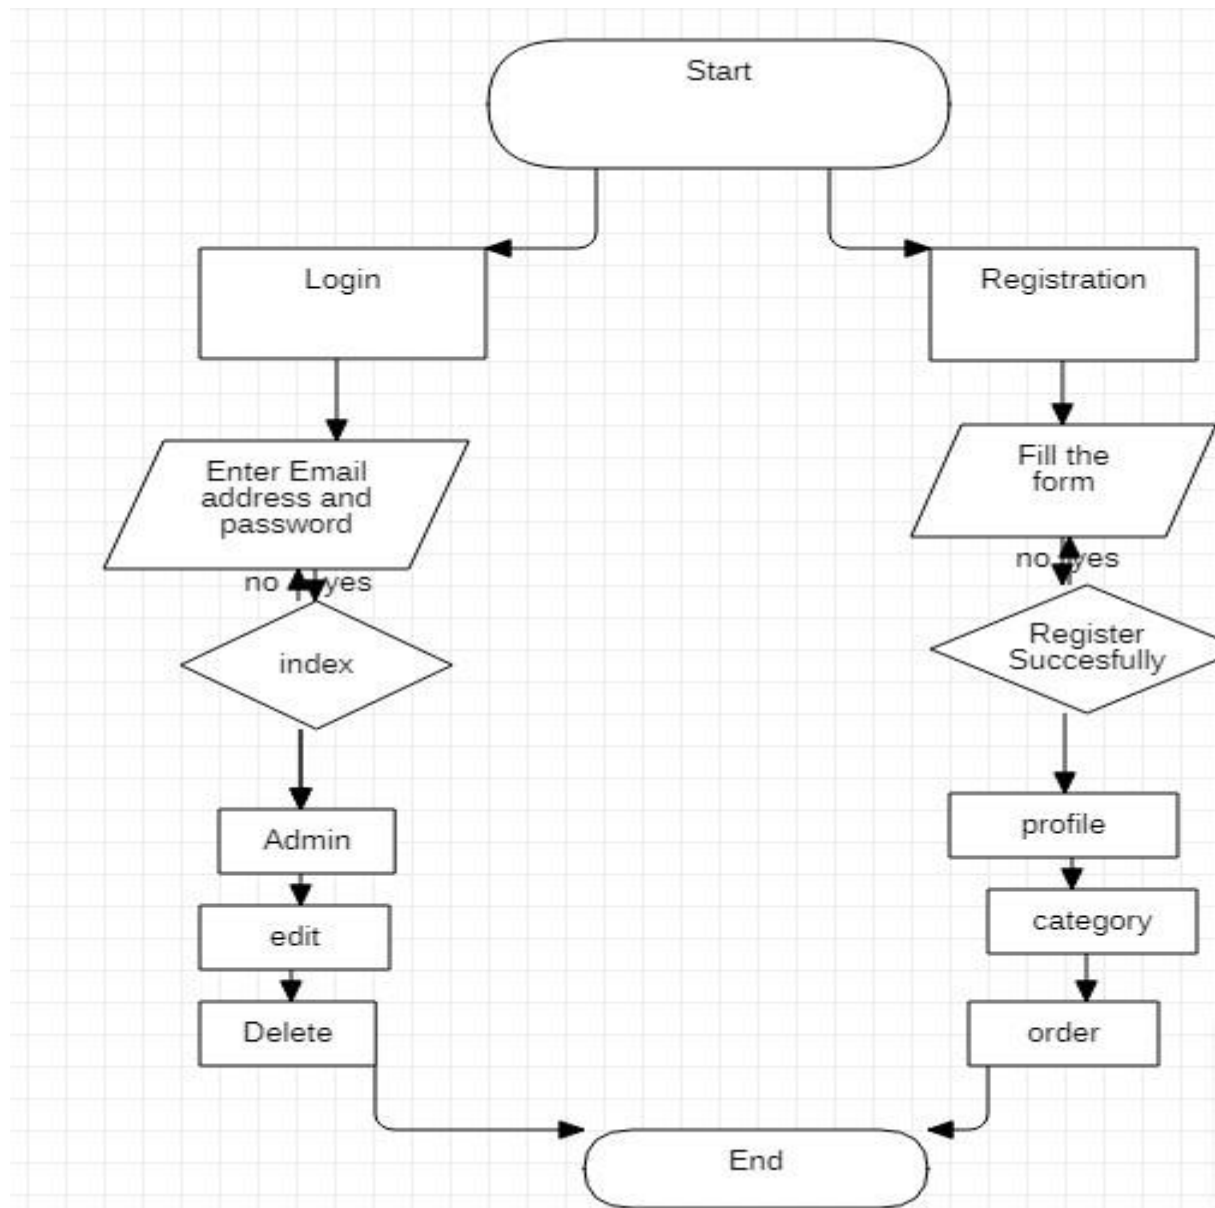 Start
Login
Registration
Enter Email
address and
password
Fill the
form
no yes
no yes
index
Register
Succesfully
Admin
profile
edit
category
Delete
order
End